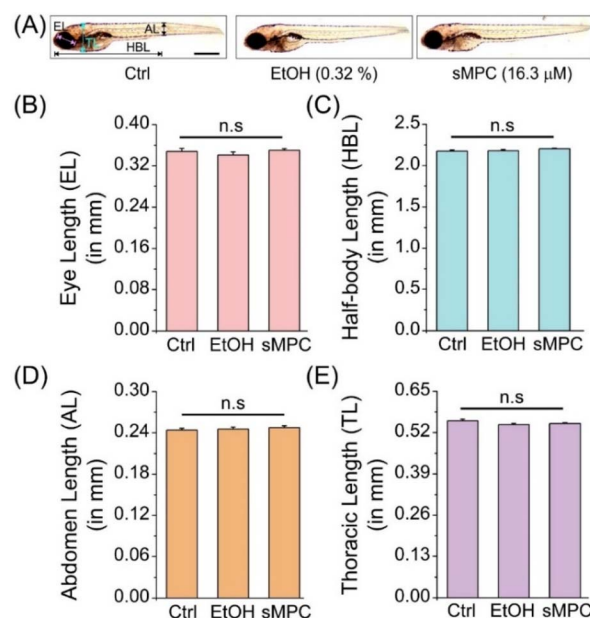 (A)
EL
TL
HBL
AL
Ctrl
EtOH (0.32 %)
sMPC (16.3 μM)
(B)
Eye Length (EL)
(in mm)
0.40
0.32
0.24
0.16
0.08
0.00
n.s
Ctrl EtOH sMPC
(C)
Half-body Length (HBL)
(in mm)
2.5
2.0
1.5
1.0
0.5
0.0
n.s
Ctrl EtOH sMPC
(D)
Abdomen Length (AL)
(in mm)
0.30
0.24
0.18
0.12
0.06
0.00
n.s
Ctrl EtOH sMPC
(E)
Thoracic Length (TL)
(in mm)
0.65
0.52
0.39
0.26
0.13
0.00
n.s
Ctrl EtOH sMPC